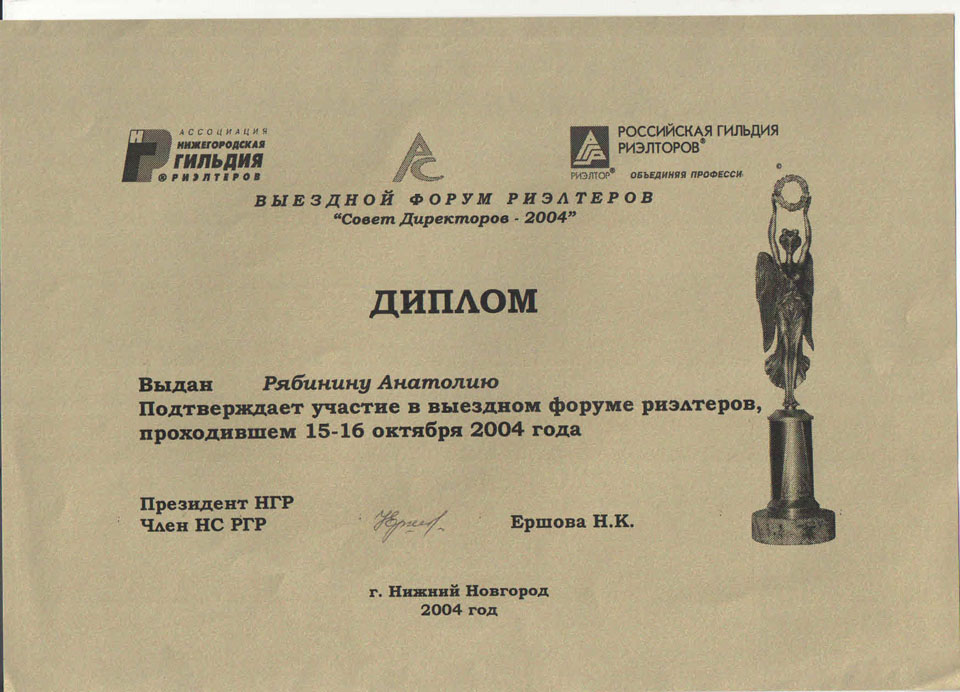 АССОЦИАЦИЯ
НИЖЕГОРОДСКАЯ
ГИЛЬДИЯ
® РИЭЛТЕРОВ
Н Г Р
АС
РИЭЛТОР®
РОССИЙСКАЯ ГИЛЬДИЯ
РИЭЛТОРОВ®
ОБЪЕДИНЯЯ ПРОФЕССИ
©
ВЫЕЗДНОЙ ФОРУМ РИЭЛТЕРОВ
“Совет Директоров - 2004”
ДИПЛОМ
Выдан Рябинину Анатолию
Подтверждает участие в выездном форуме риэлтеров,
проходившем 15-16 октября 2004 года
Президент НГР
Член НС РГР Ершова Н.К.
г. Нижний Новгород
2004 год